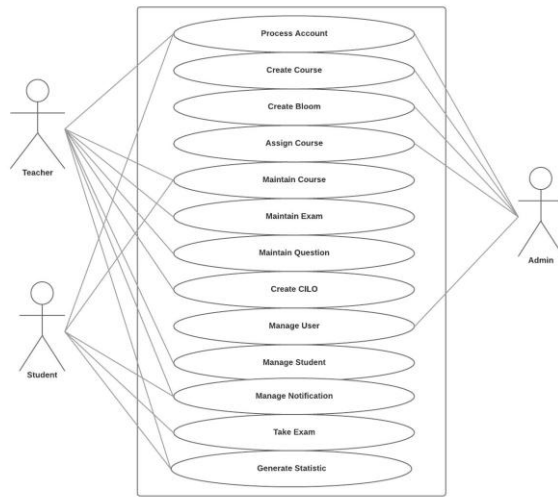 Process Account
Create Course
Create Bloom
Assign Course
Teacher
Maintain Course
Maintain Exam
Admin
Maintain Question
Create CILO
Manage User
Student
Manage Student
Manage Notification
Take Exam
Generate Statistic